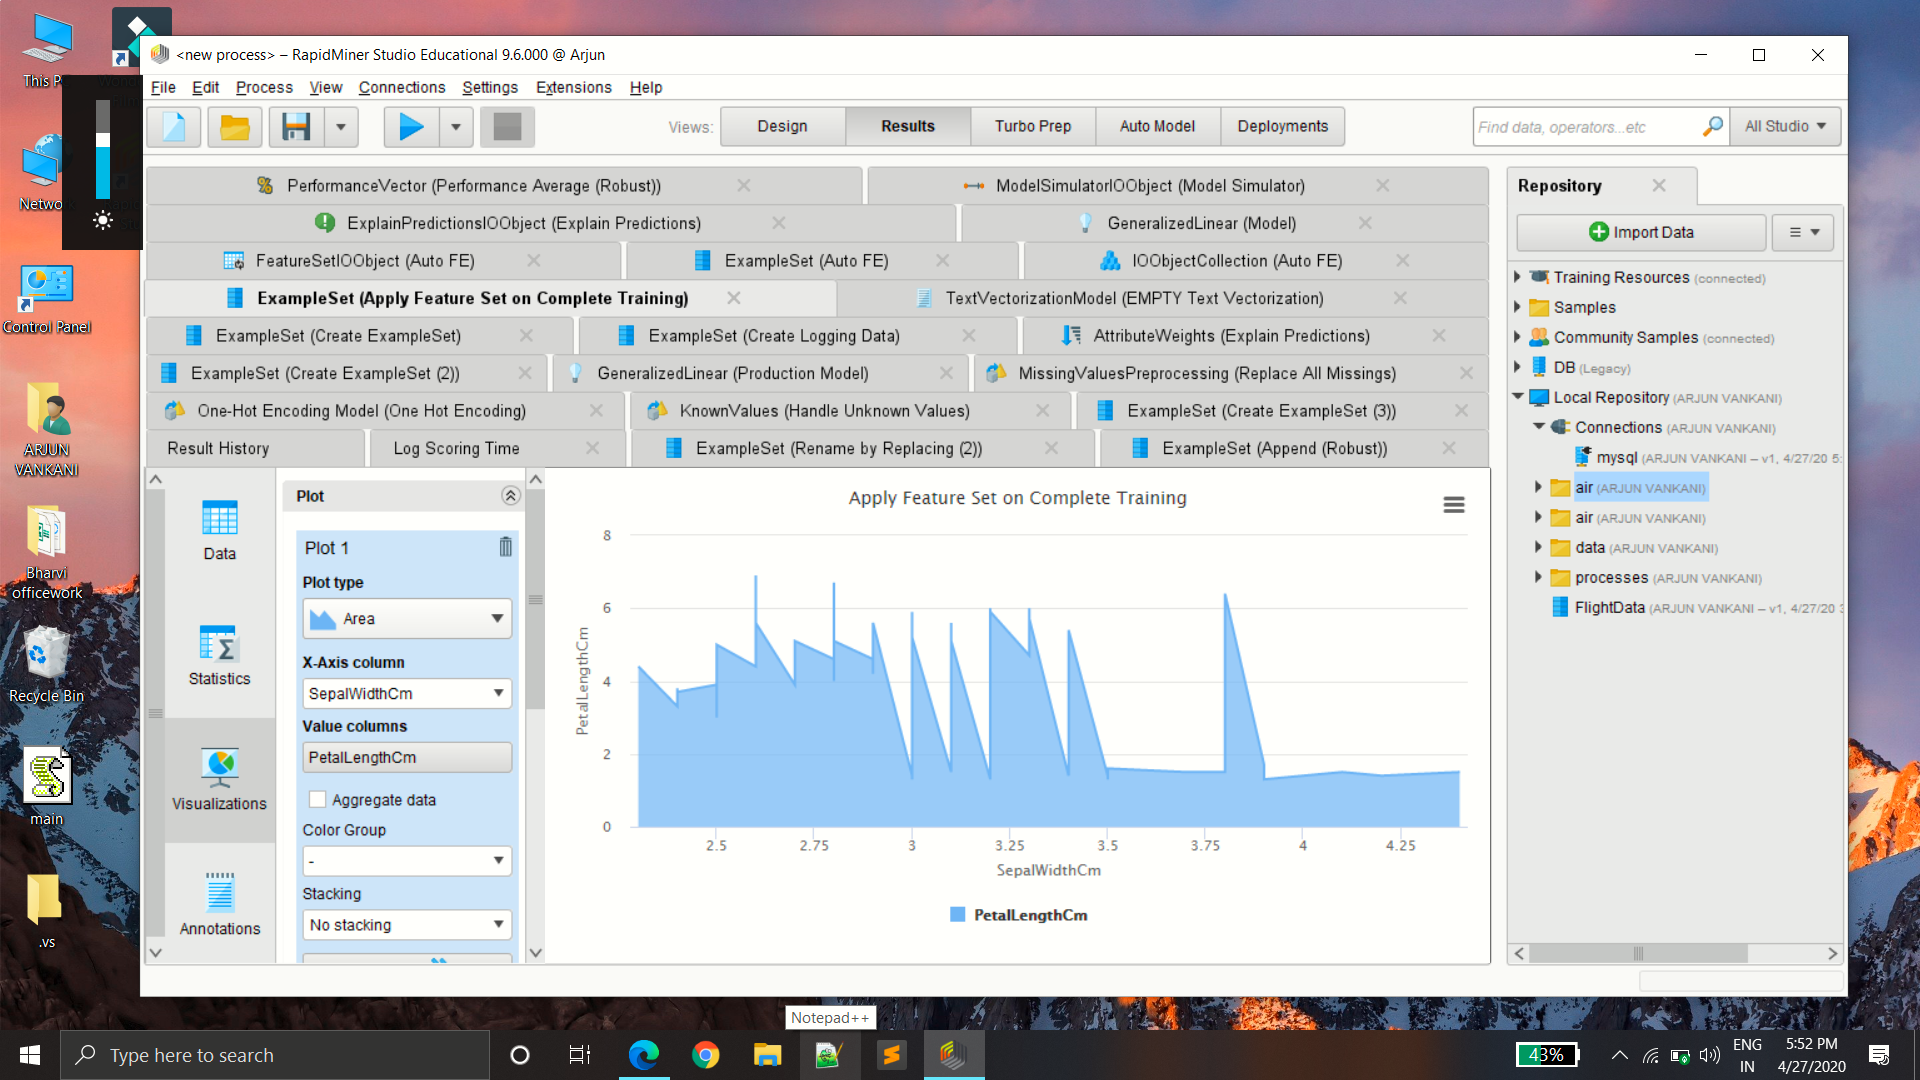 This P
Network
Control Panel
ARJUN
VANKANI
Bharvi
officework
Recycle Bin
main
.vs
<new process> – RapidMiner Studio Educational 9.6.000 @ Arjun
File Edit Process View Connections Settings Extensions Help
Views: Design Results Turbo Prep Auto Model Deployments
Find data, operators...etc All Studio
PerformanceVector (Performance Average (Robust)) ModelSimulatorIOObject (Model Simulator)
ExplainPredictionsIOObject (Explain Predictions) GeneralizedLinear (Model)
FeatureSetIOObject (Auto FE) ExampleSet (Auto FE) IOObjectCollection (Auto FE)
ExampleSet (Apply Feature Set on Complete Training) TextVectorizationModel (EMPTY Text Vectorization)
ExampleSet (Create ExampleSet) ExampleSet (Create Logging Data) AttributeWeights (Explain Predictions)
ExampleSet (Create ExampleSet (2)) GeneralizedLinear (Production Model) MissingValuesPreprocessing (Replace All Missings)
One-Hot Encoding Model (One Hot Encoding) KnownValues (Handle Unknown Values) ExampleSet (Create ExampleSet (3))
Result History Log Scoring Time ExampleSet (Rename by Replacing (2)) ExampleSet (Append (Robust))
Data
Statistics
Visualizations
Annotations
Plot
Plot 1
Plot type
Area
X-Axis column
SepalWidthCm
Value columns
PetalLengthCm
Aggregate data
Color Group
-
Stacking
No stacking
Apply Feature Set on Complete Training
PetalLengthCm
8
6
4
2
0
2.5 2.75 3 3.25 3.5 3.75 4 4.25
SepalWidthCm
PetalLengthCm
Repository
Import Data
Training Resources (connected)
Samples
Community Samples (connected)
DB (Legacy)
Local Repository (ARJUN VANKANI)
Connections (ARJUN VANKANI)
mysql (ARJUN VANKANI – v1, 4/27/20 5:
air (ARJUN VANKANI)
air (ARJUN VANKANI)
data (ARJUN VANKANI)
processes (ARJUN VANKANI)
FlightData (ARJUN VANKANI – v1, 4/27/20 3
Notepad++
Type here to search
43%
ENG
IN
5:52 PM
4/27/2020